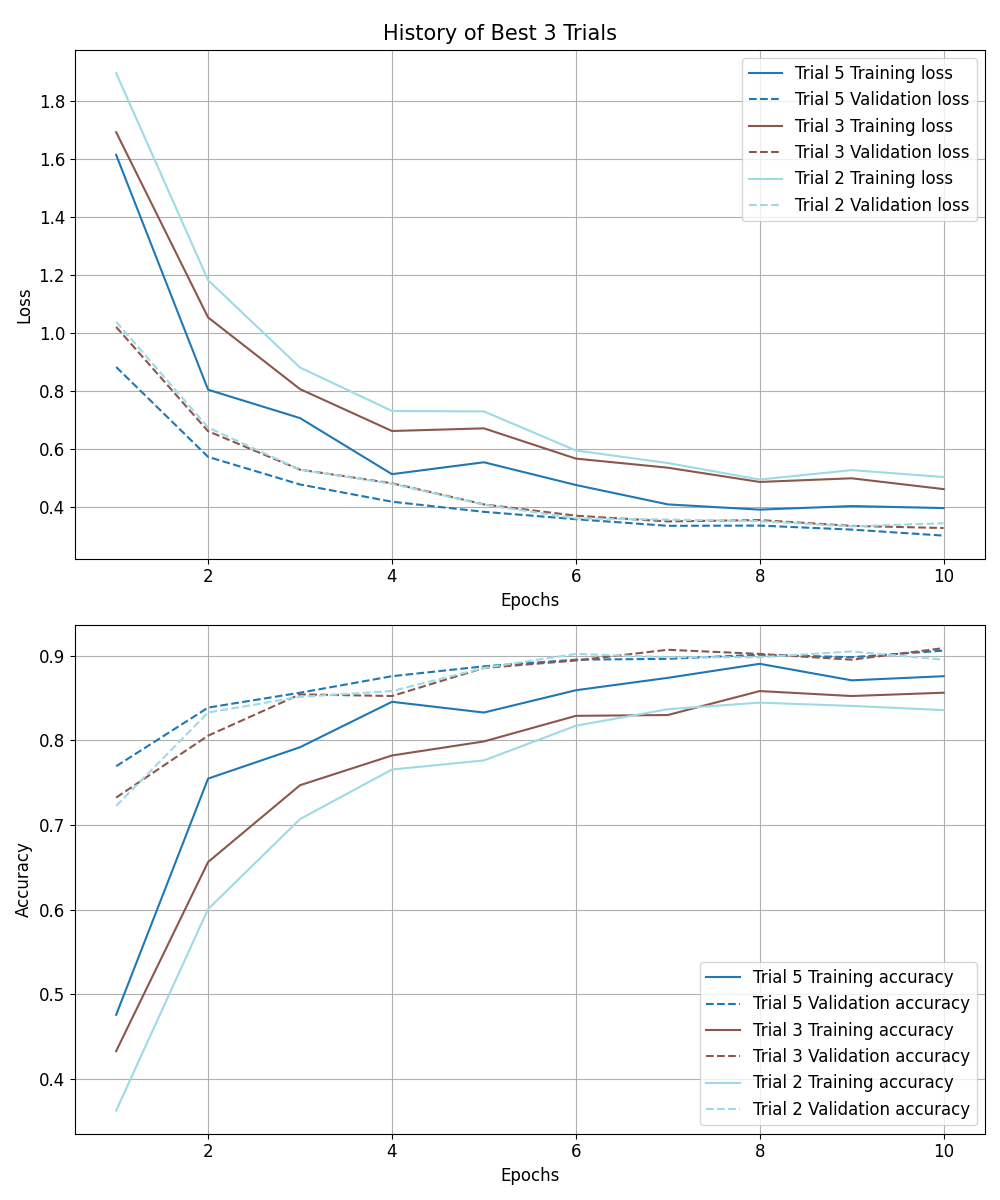 History of Best 3 Trials
Trial 5 Training loss
Trial 5 Validation loss
Trial 3 Training loss
Trial 3 Validation loss
Trial 2 Training loss
Trial 2 Validation loss
1.8
1.6
1.4
1.2
1.0
0.8
0.6
0.4
Loss
2 4 6 8 10
Epochs
0.9
0.8
0.7
0.6
0.5
0.4
Accuracy
Trial 5 Training accuracy
Trial 5 Validation accuracy
Trial 3 Training accuracy
Trial 3 Validation accuracy
Trial 2 Training accuracy
Trial 2 Validation accuracy
2 4 6 8 10
Epochs